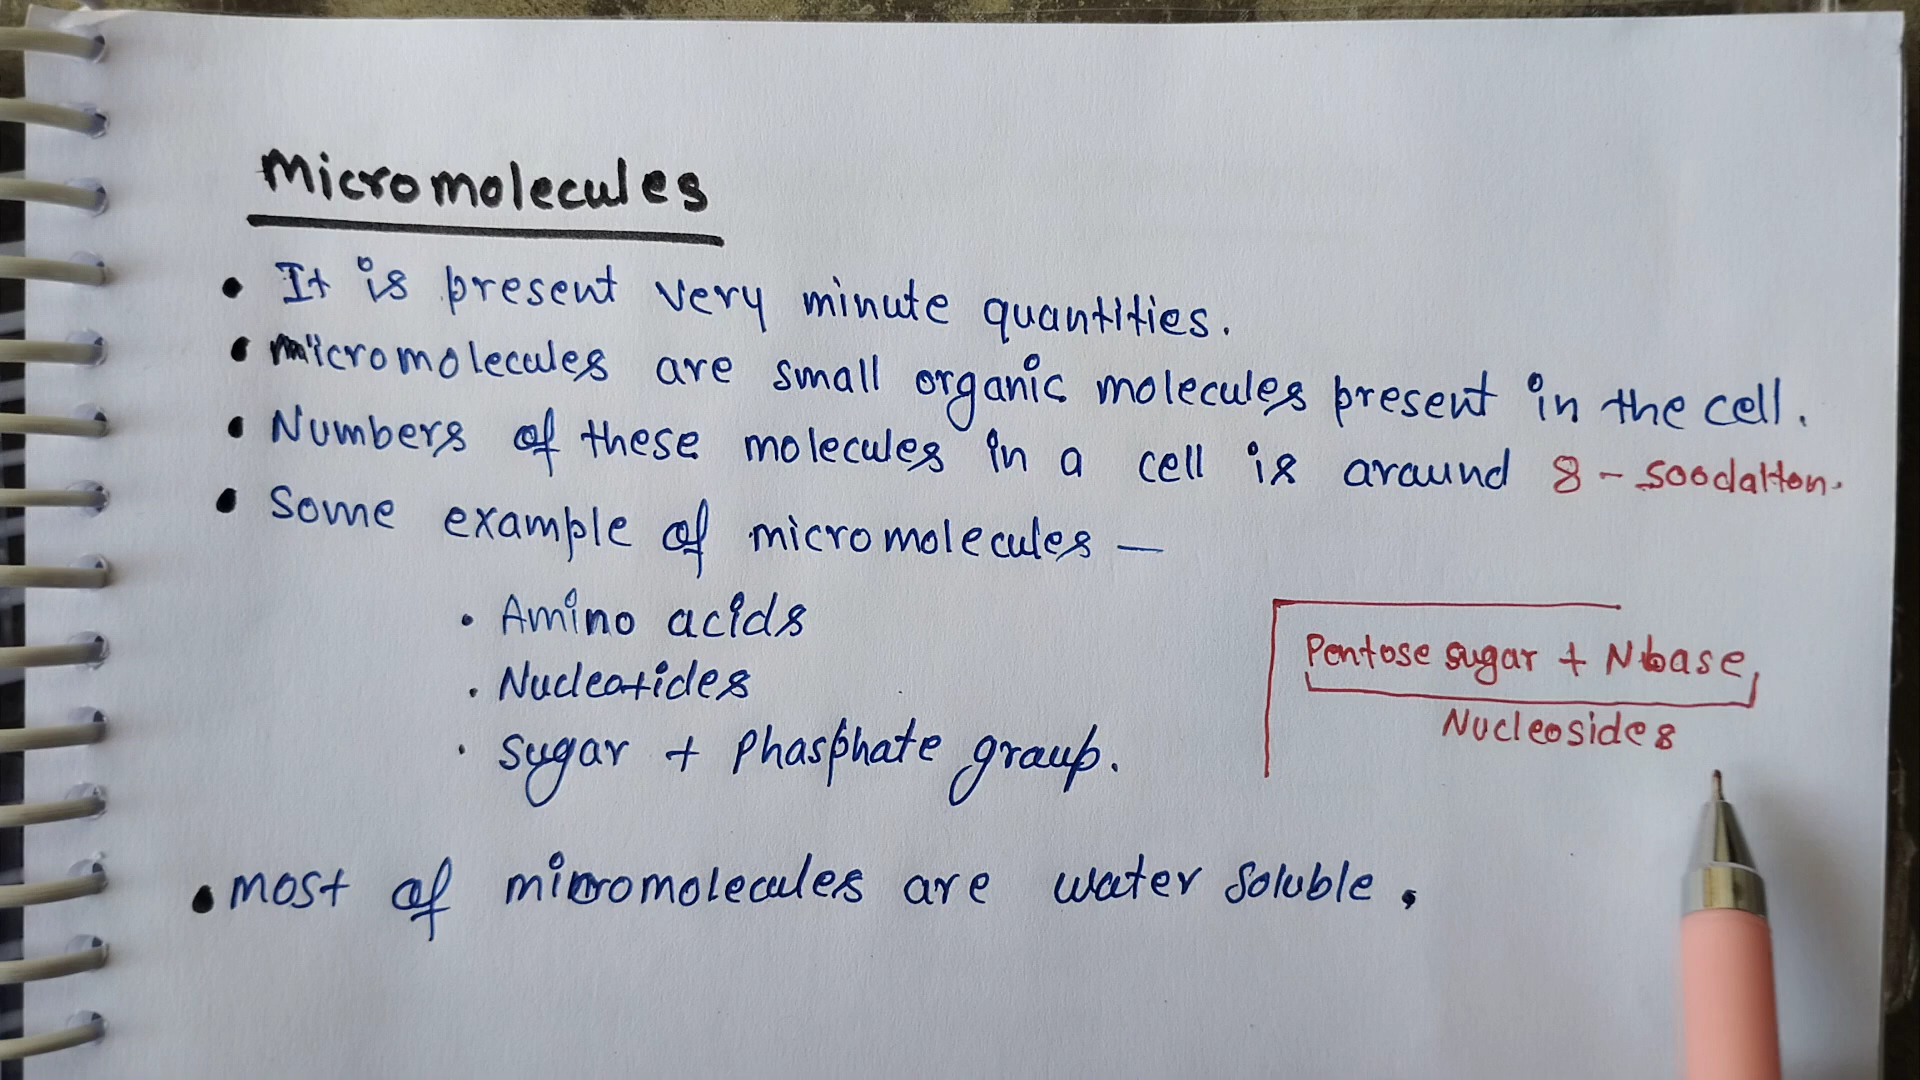 Micromolecules
• It is present very minute quantities.
• micromolecules are small organic molecules present in the cell.
• Numbers of these molecules in a cell is araund 8 - 500dalton.
• Some example of micromolecules —
• Amino acids
• Nucleotides
• Sugar + Phasphate graup.
Pentose sugar + N base
Nucleosides
• most of micromolecules are water soluble.